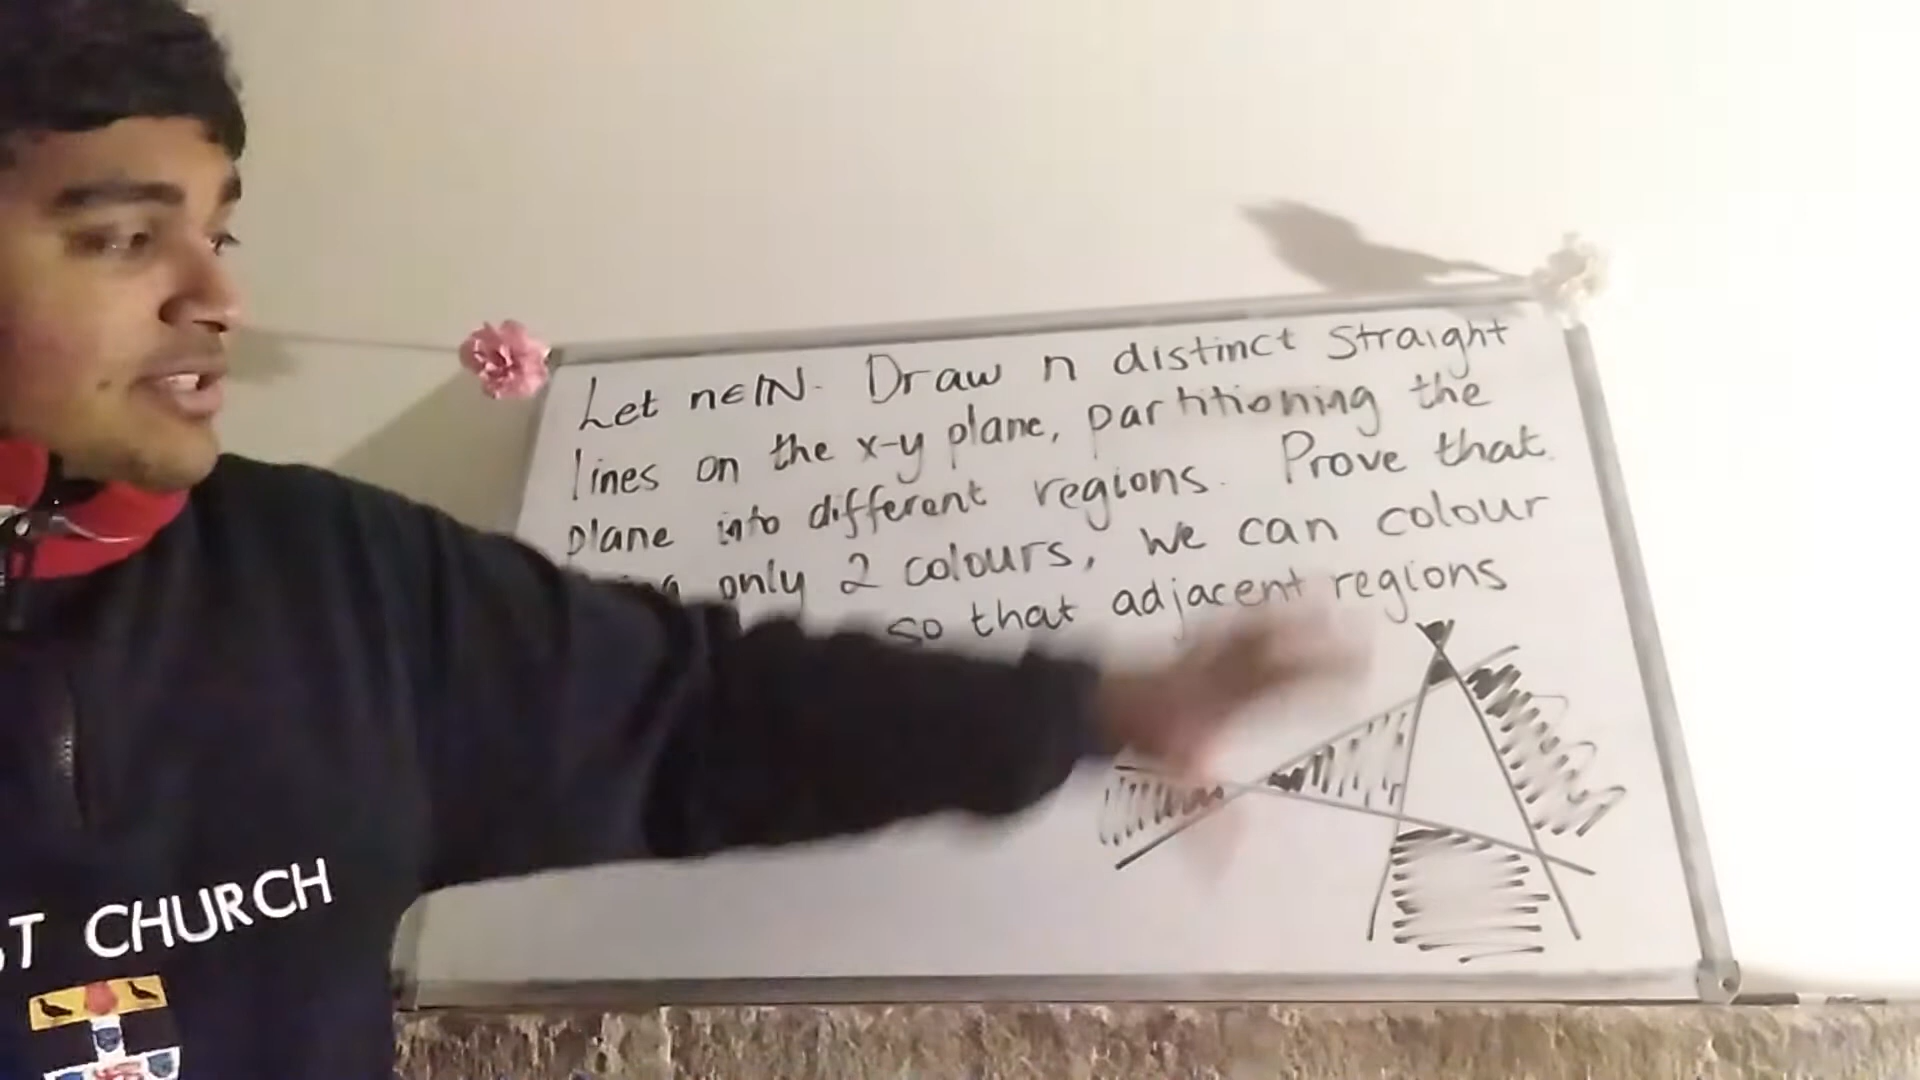 Let n∈ℕ. Draw n distinct straight
lines on the x-y plane, partitioning the
plane into different regions. Prove that
only 2 colours, we can colour
so that adjacent regions
CHURCH